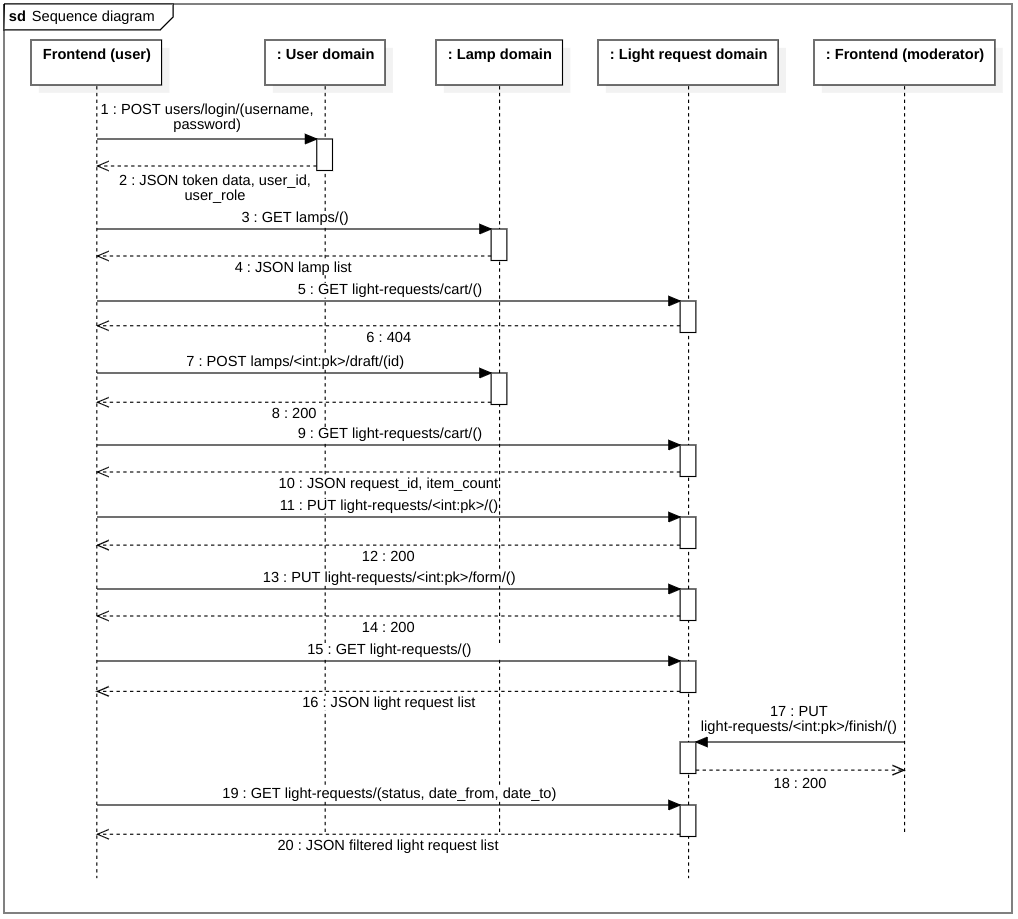 sd Sequence diagram
Frontend (user)
: User domain
: Lamp domain
: Light request domain
: Frontend (moderator)
1 : POST users/login/(username,
password)
2 : JSON token data, user_id,
user_role
3 : GET lamps/()
4 : JSON lamp list
5 : GET light-requests/cart/()
6 : 404
7 : POST lamps/<int:pk>/draft/(id)
8 : 200
9 : GET light-requests/cart/()
10 : JSON request_id, item_count
11 : PUT light-requests/<int:pk>/()
12 : 200
13 : PUT light-requests/<int:pk>/form/()
14 : 200
15 : GET light-requests/()
16 : JSON light request list
17 : PUT
light-requests/<int:pk>/finish/()
18 : 200
19 : GET light-requests/(status, date_from, date_to)
20 : JSON filtered light request list